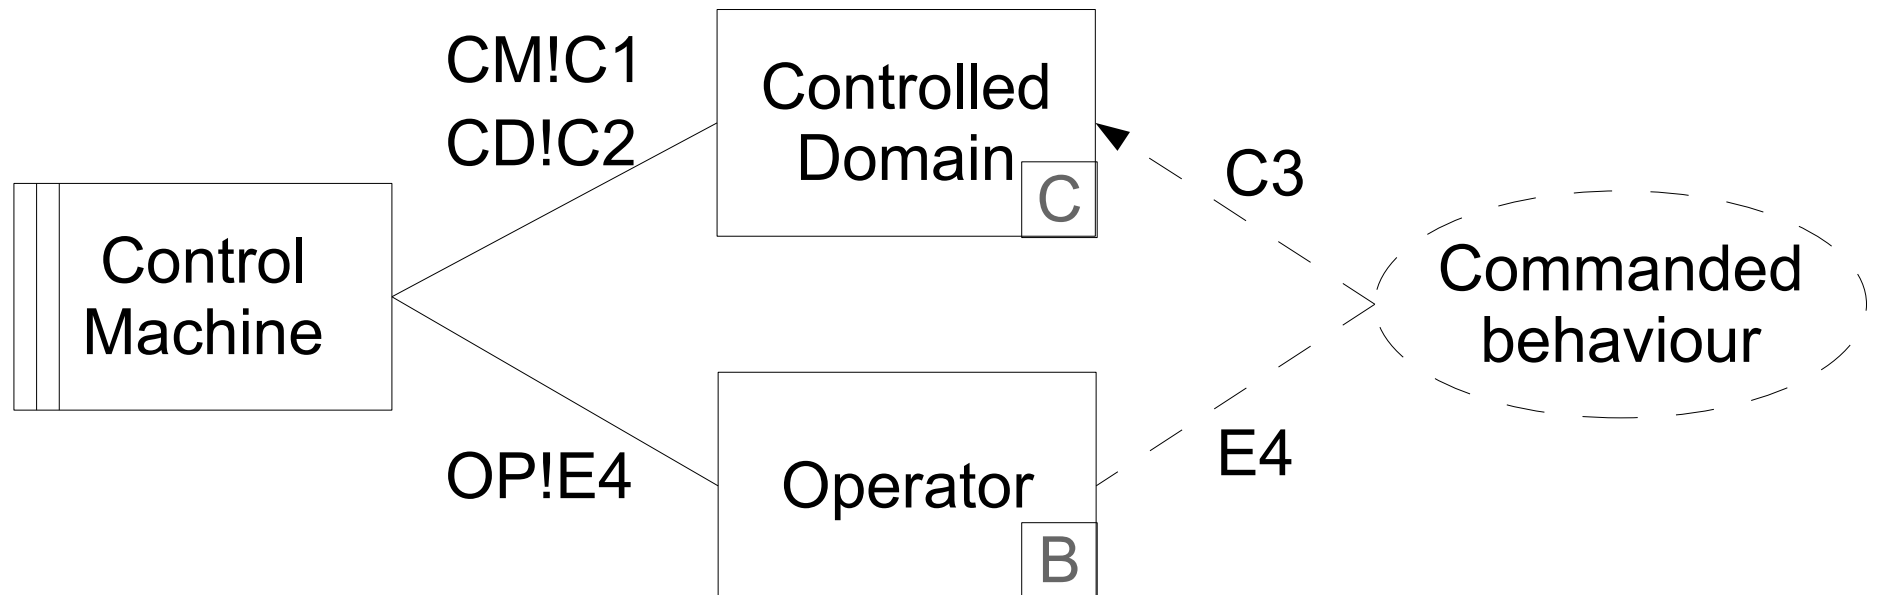 CM!C1
CD!C2
Controlled
Domain
C
C3
Control
Machine
Commanded
behaviour
OP!E4
Operator
B
E4